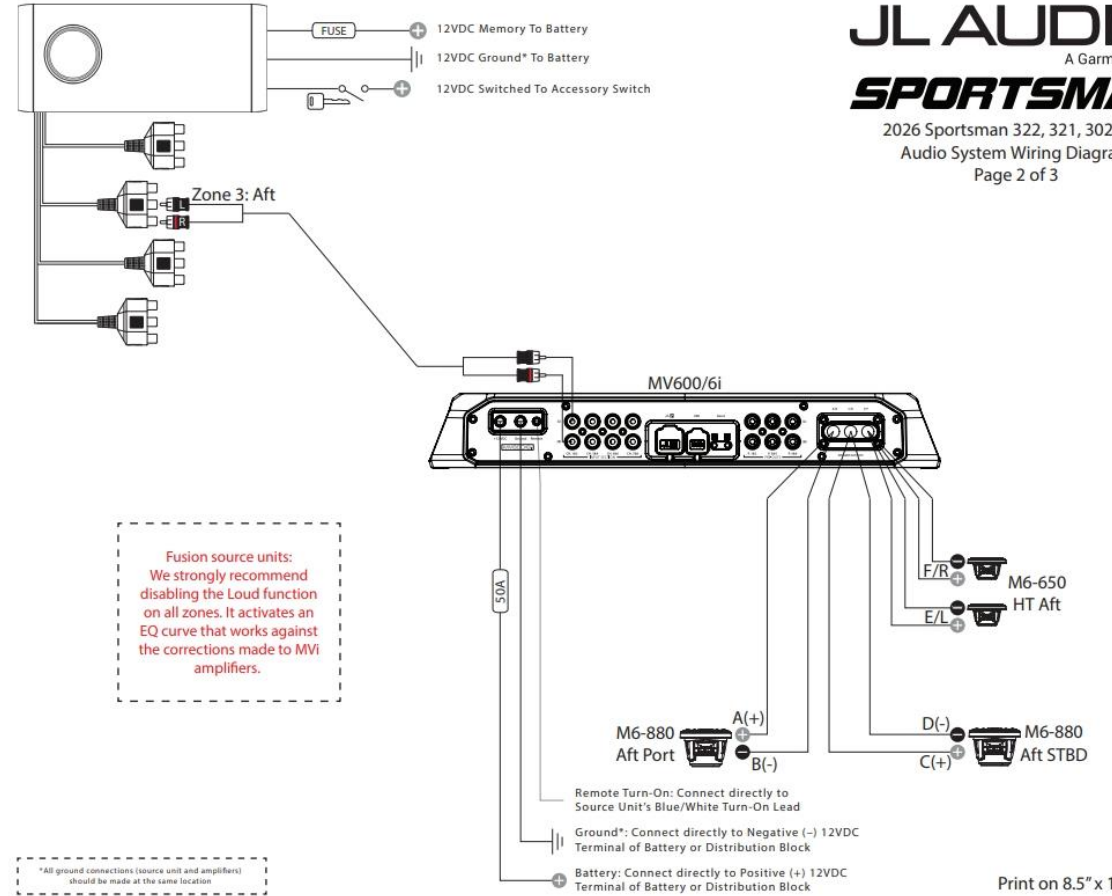 FUSE
12VDC Memory To Battery
12VDC Ground* To Battery
12VDC Switched To Accessory Switch
JL AUDI
A Garm
SPORTSMA
2026 Sportsman 322, 321, 302
Audio System Wiring Diagra
Page 2 of 3
Zone 3: Aft
R
MV600/6i
Fusion source units:
We strongly recommend
disabling the Loud function
on all zones. It activates an
EQ curve that works against
the corrections made to MVi
amplifiers.
50A
F/R
M6-650
HT Aft
E/L
M6-880
Aft Port
A(+)
B(-)
D(-)
C(+)
M6-880
Aft STBD
Remote Turn-On: Connect directly to
Source Unit's Blue/White Turn-On Lead
Ground*: Connect directly to Negative (–) 12VDC
Terminal of Battery or Distribution Block
Battery: Connect directly to Positive (+) 12VDC
Terminal of Battery or Distribution Block
*All ground connections (source unit and amplifiers)
should be made at the same location
Print on 8.5" x 1